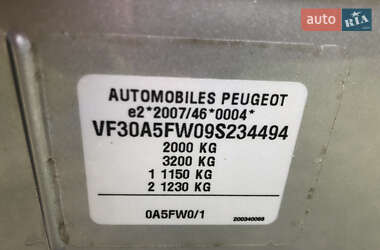 auto RIA
AUTOMOBILES PEUGEOT
e2*2007/46*0004*
VF30A5FW09S234494
2000 KG
3200 KG
1 1150 KG
2 1230 KG
0A5FW0/1